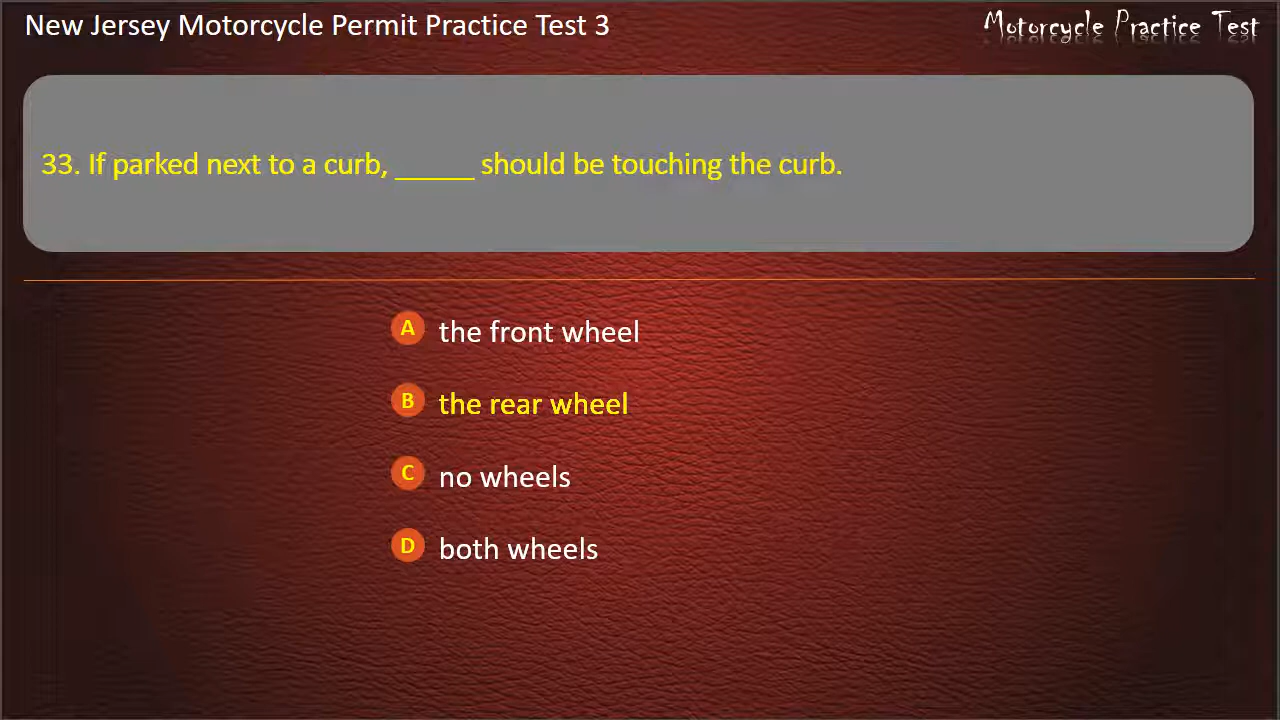 New Jersey Motorcycle Permit Practice Test 3
Motorcycle Practice Test
33. If parked next to a curb, _____ should be touching the curb.
A the front wheel
B the rear wheel
C no wheels
D both wheels